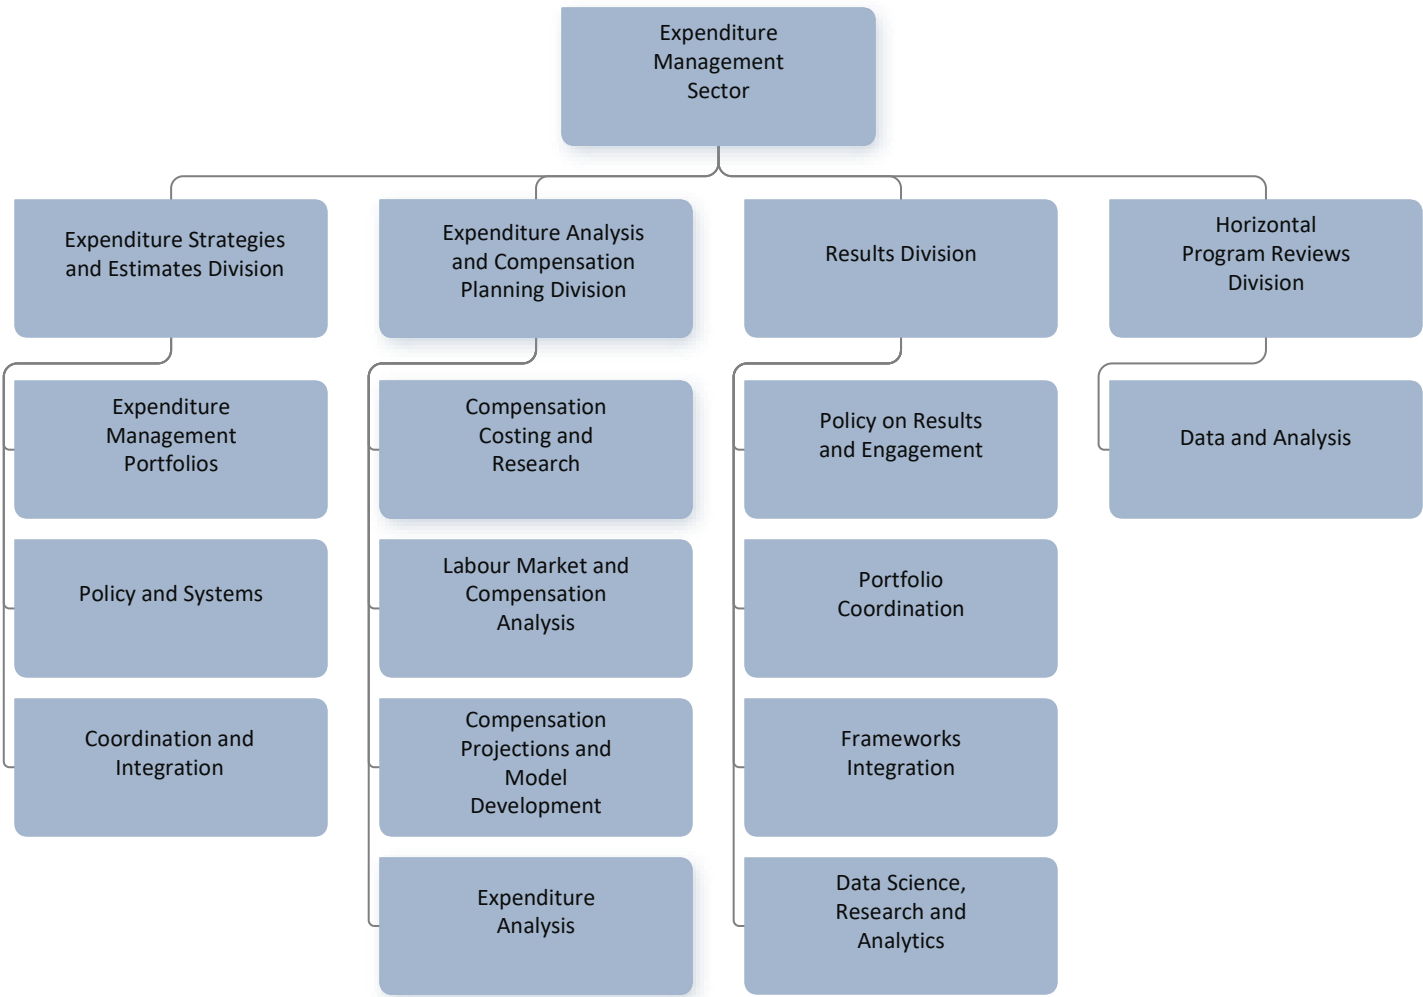 Expenditure
Management
Sector
Expenditure Strategies
and Estimates Division
Expenditure Analysis
and Compensation
Planning Division
Results Division
Horizontal
Program Reviews
Division
Expenditure
Management
Portfolios
Compensation
Costing and
Research
Policy on Results
and Engagement
Data and Analysis
Policy and Systems
Labour Market and
Compensation
Analysis
Portfolio
Coordination
Coordination and
Integration
Compensation
Projections and
Model
Development
Frameworks
Integration
Expenditure
Analysis
Data Science,
Research and
Analytics